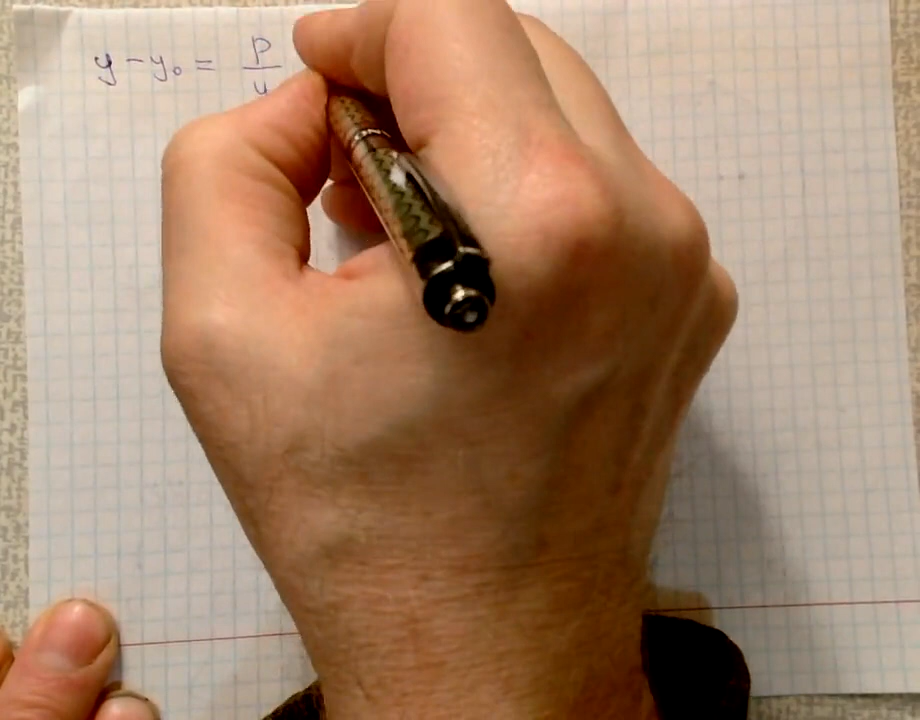 y - y₀ = p/u